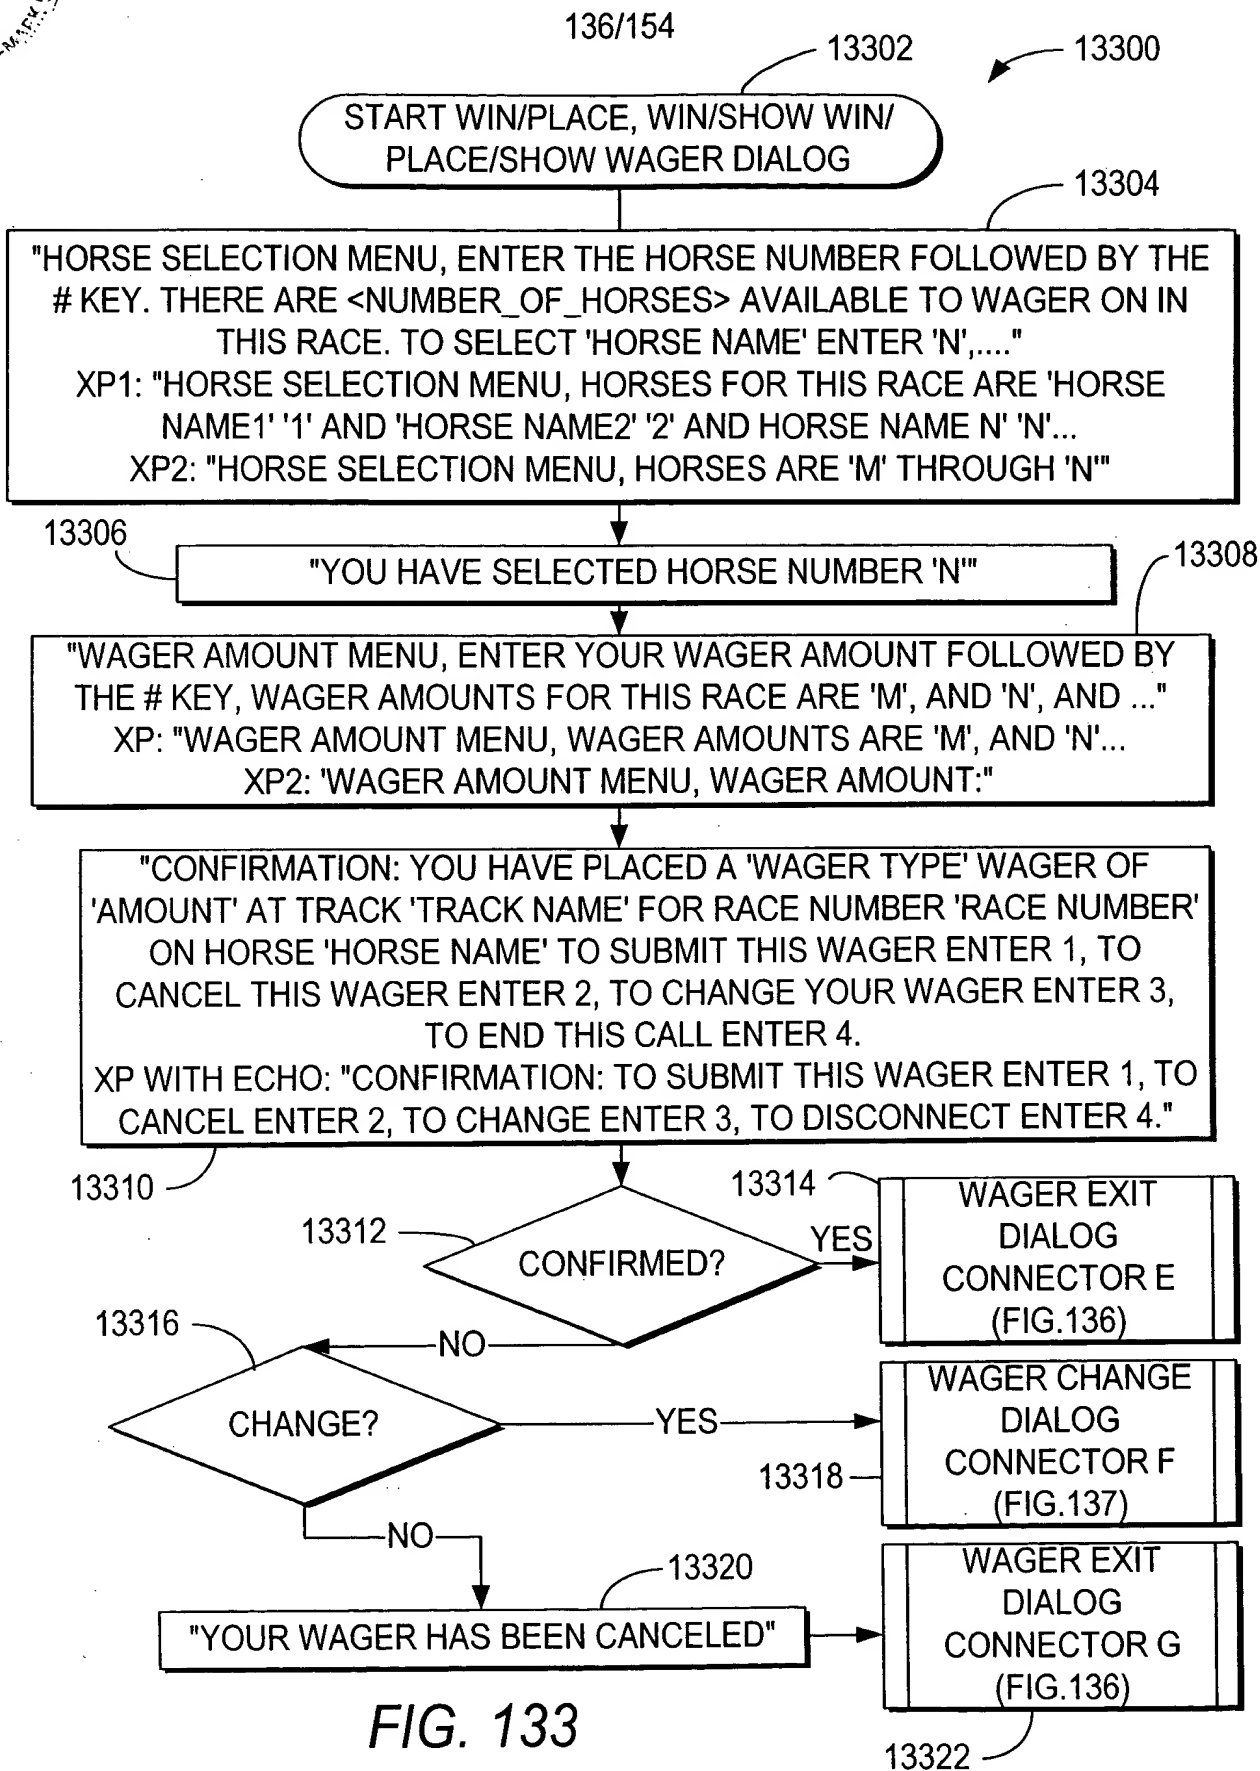 136/154
13302
13300
START WIN/PLACE, WIN/SHOW WIN/
PLACE/SHOW WAGER DIALOG
13304
"HORSE SELECTION MENU, ENTER THE HORSE NUMBER FOLLOWED BY THE
# KEY. THERE ARE <NUMBER_OF_HORSES> AVAILABLE TO WAGER ON IN
THIS RACE. TO SELECT 'HORSE NAME' ENTER 'N',...."
XP1: "HORSE SELECTION MENU, HORSES FOR THIS RACE ARE 'HORSE
NAME1' '1' AND 'HORSE NAME2' '2' AND HORSE NAME N' 'N'...
XP2: "HORSE SELECTION MENU, HORSES ARE 'M' THROUGH 'N'"
13306
"YOU HAVE SELECTED HORSE NUMBER 'N'"
13308
"WAGER AMOUNT MENU, ENTER YOUR WAGER AMOUNT FOLLOWED BY
THE # KEY, WAGER AMOUNTS FOR THIS RACE ARE 'M', AND 'N', AND ..."
XP: "WAGER AMOUNT MENU, WAGER AMOUNTS ARE 'M', AND 'N'...
XP2: 'WAGER AMOUNT MENU, WAGER AMOUNT:"
"CONFIRMATION: YOU HAVE PLACED A 'WAGER TYPE' WAGER OF
'AMOUNT' AT TRACK 'TRACK NAME' FOR RACE NUMBER 'RACE NUMBER'
ON HORSE 'HORSE NAME' TO SUBMIT THIS WAGER ENTER 1, TO
CANCEL THIS WAGER ENTER 2, TO CHANGE YOUR WAGER ENTER 3,
TO END THIS CALL ENTER 4.
XP WITH ECHO: "CONFIRMATION: TO SUBMIT THIS WAGER ENTER 1, TO
CANCEL ENTER 2, TO CHANGE ENTER 3, TO DISCONNECT ENTER 4."
13310
13312
CONFIRMED?
YES
13314
WAGER EXIT
DIALOG
CONNECTOR E
(FIG.136)
NO
13316
CHANGE?
YES
13318
WAGER CHANGE
DIALOG
CONNECTOR F
(FIG.137)
NO
13320
"YOUR WAGER HAS BEEN CANCELED"
WAGER EXIT
DIALOG
CONNECTOR G
(FIG.136)
13322
FIG. 133